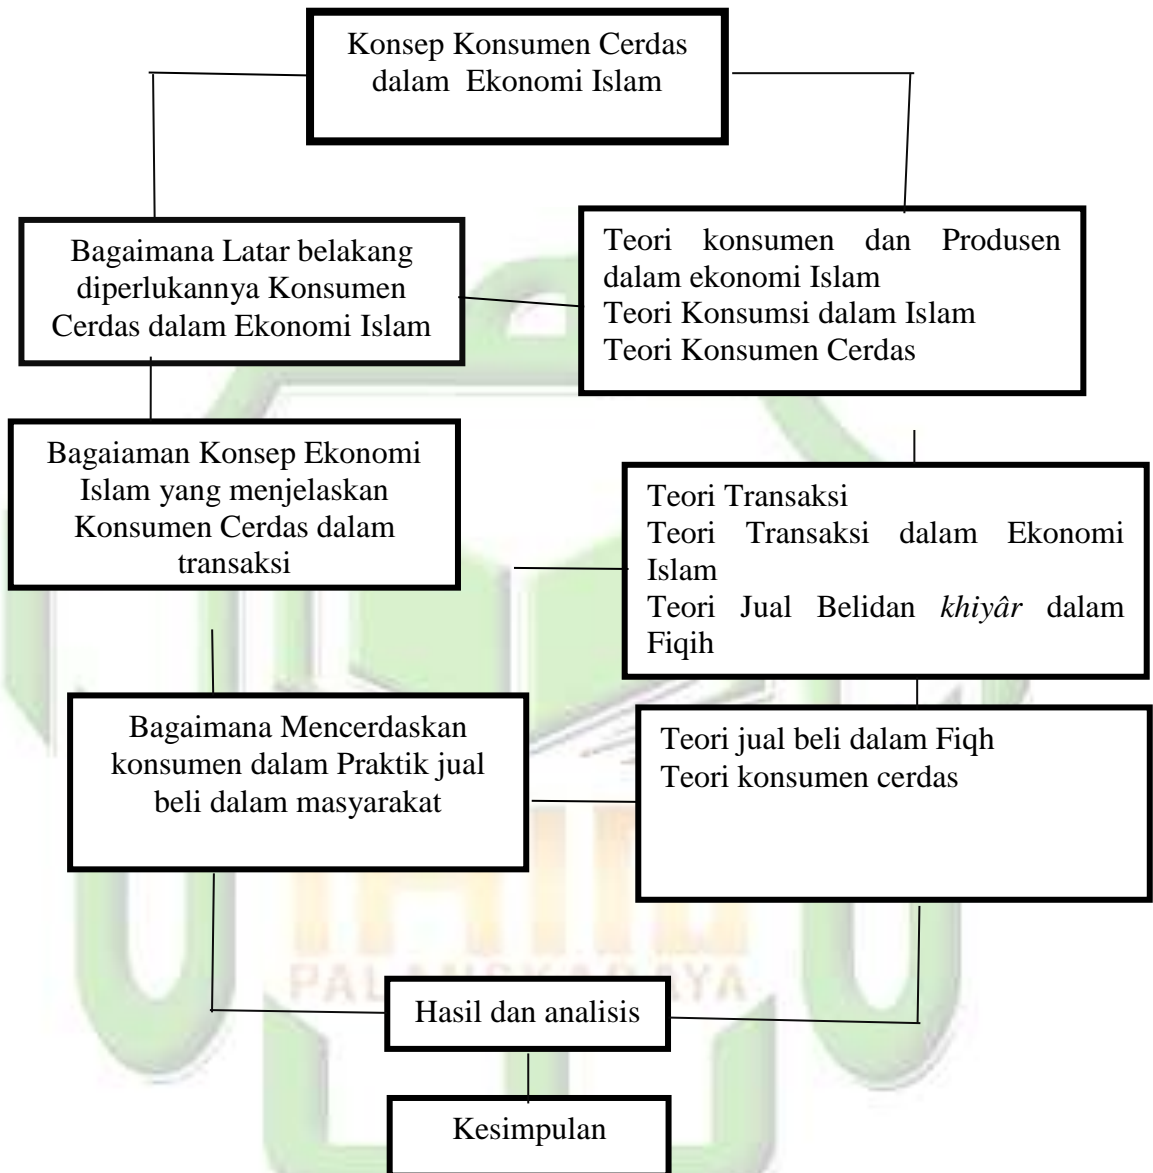 Konsep Konsumen Cerdas
dalam Ekonomi Islam
Bagaimana Latar belakang
diperlukannya Konsumen
Cerdas dalam Ekonomi Islam
Teori konsumen dan Produsen
dalam ekonomi Islam
Teori Konsumsi dalam Islam
Teori Konsumen Cerdas
Bagaiaman Konsep Ekonomi
Islam yang menjelaskan
Konsumen Cerdas dalam
transaksi
Teori Transaksi
Teori Transaksi dalam Ekonomi
Islam
Teori Jual Belidan khiyâr dalam
Fiqih
Bagaimana Mencerdaskan
konsumen dalam Praktik jual
beli dalam masyarakat
Teori jual beli dalam Fiqh
Teori konsumen cerdas
Hasil dan analisis
Kesimpulan